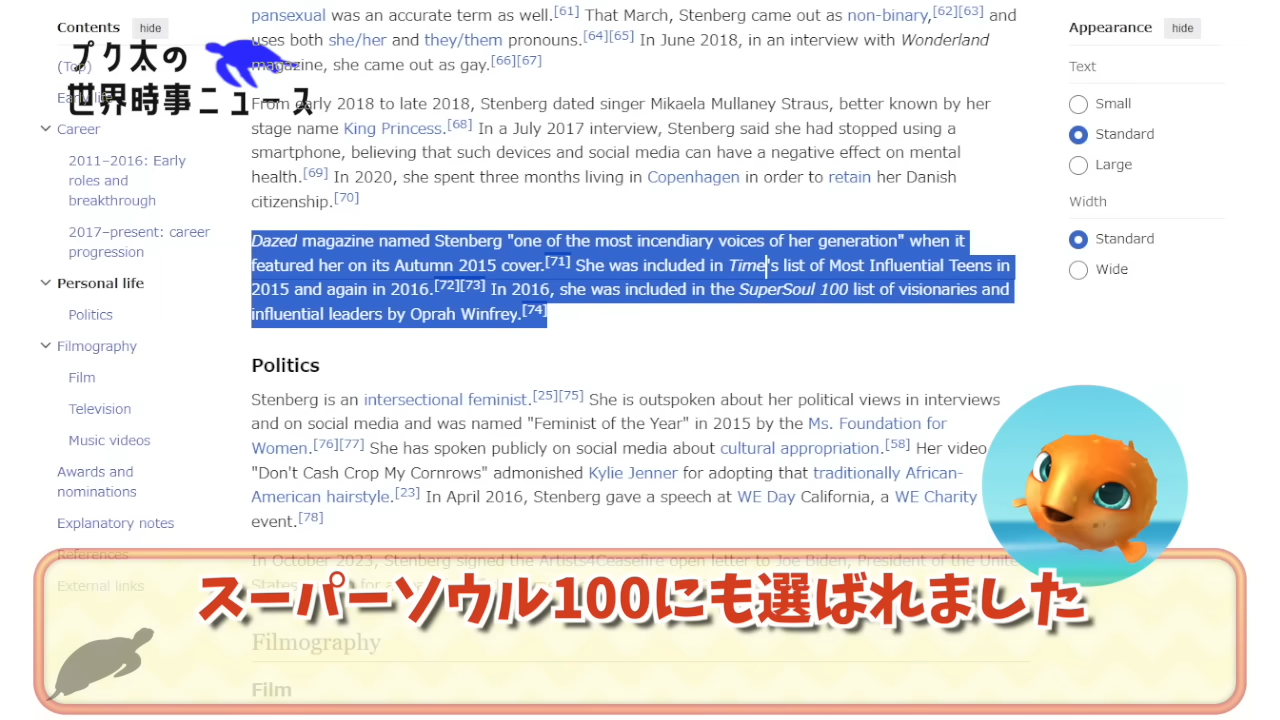 Contents hide
プク太の
世界時事ニュース
(Top)
Early life
Career
2011–2016: Early
roles and
breakthrough
2017–present: career
progression
Personal life
Politics
Filmography
Film
Television
Music videos
Awards and
nominations
Explanatory notes
References
External links
pansexual was an accurate term as well.[61] That March, Stenberg came out as non-binary,[62][63] and
uses both she/her and they/them pronouns.[64][65] In June 2018, in an interview with Wonderland
magazine, she came out as gay.[66][67]
From early 2018 to late 2018, Stenberg dated singer Mikaela Mullaney Straus, better known by her
stage name King Princess.[68] In a July 2017 interview, Stenberg said she had stopped using a
smartphone, believing that such devices and social media can have a negative effect on mental
health.[69] In 2020, she spent three months living in Copenhagen in order to retain her Danish
citizenship.[70]
Dazed magazine named Stenberg "one of the most incendiary voices of her generation" when it
featured her on its Autumn 2015 cover.[71] She was included in Time's list of Most Influential Teens in
2015 and again in 2016.[72][73] In 2016, she was included in the SuperSoul 100 list of visionaries and
influential leaders by Oprah Winfrey.[74]
Politics
Stenberg is an intersectional feminist.[25][75] She is outspoken about her political views in interviews
and on social media and was named "Feminist of the Year" in 2015 by the Ms. Foundation for
Women.[76][77] She has spoken publicly on social media about cultural appropriation.[58] Her video
"Don't Cash Crop My Cornrows" admonished Kylie Jenner for adopting that traditionally African-
American hairstyle.[23] In April 2016, Stenberg gave a speech at WE Day California, a WE Charity
event.[78]
In October 2023, Stenberg signed the Artists4Ceasefire open letter to Joe Biden, President of the Unite
States
スーパーソウル100にも選ばれました
Filmography
Film
Appearance hide
Text
Small
Standard
Large
Width
Standard
Wide